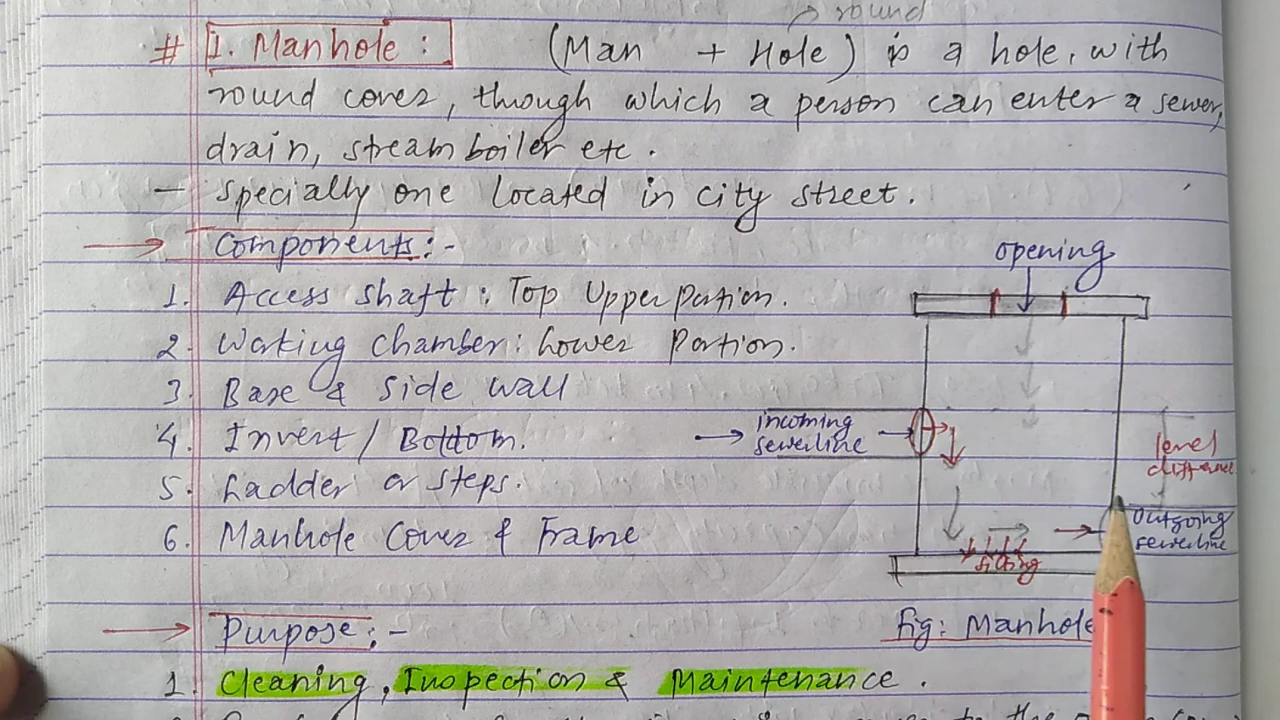 round
# 1. Manhole : (Man + Hole) is a hole, with
round cover, through which a person can enter a sewer,
drain, stream boiler etc.
- Specially one located in city street.
Components:-
1. Access shaft : Top Upper portion.
2. Working chamber : Lower Portion.
3. Base & Side wall
4. Invert / Bottom.
5. Ladder or steps.
6. Manhole Cover & Frame
opening
incoming
sewerline
level
difference
outgoing
sewerline
Fig: Manhole
Purpose:-
1. Cleaning, Inspection & Maintenance.